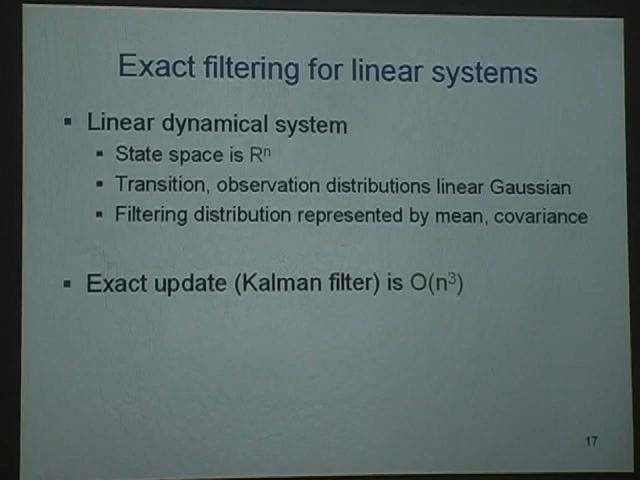 Exact filtering for linear systems
▪ Linear dynamical system
▪ State space is Rⁿ
▪ Transition, observation distributions linear Gaussian
▪ Filtering distribution represented by mean, covariance
▪ Exact update (Kalman filter) is O(n³)
17